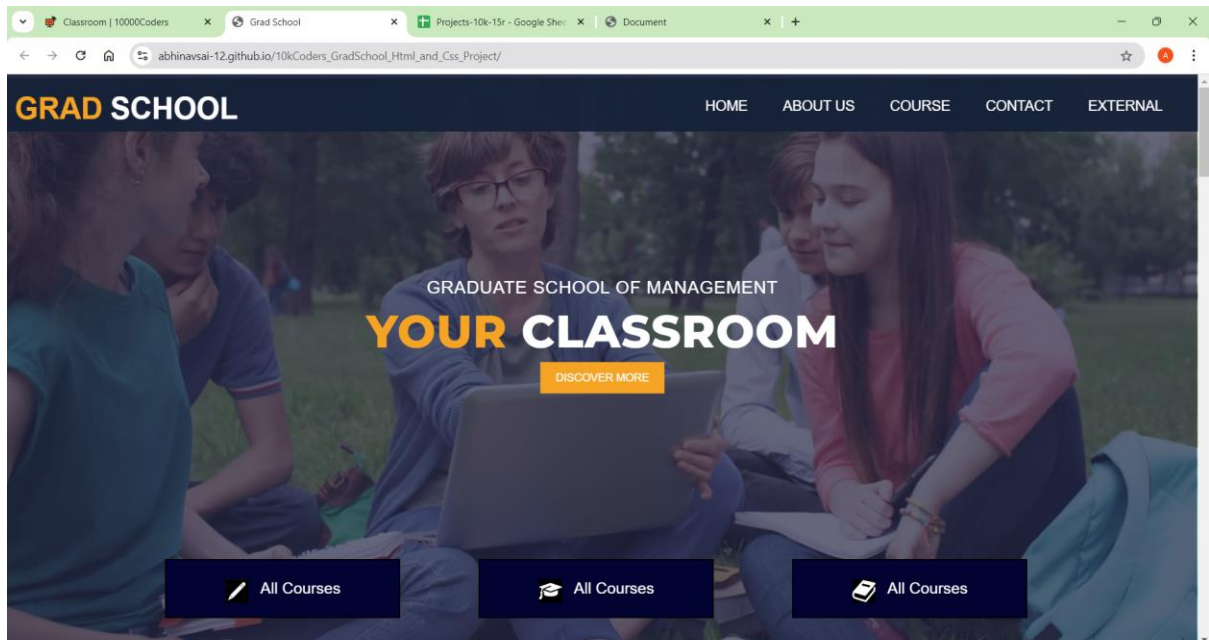 Classroom | 10000Coders
Grad School
Projects-10k-15r - Google Shee
Document
abhinavsai-12.github.io/10kCoders_GradSchool_Html_and_Css_Project/
A
GRAD SCHOOL
HOME ABOUT US COURSE CONTACT EXTERNAL
GRADUATE SCHOOL OF MANAGEMENT
YOUR CLASSROOM
DISCOVER MORE
All Courses
All Courses
All Courses